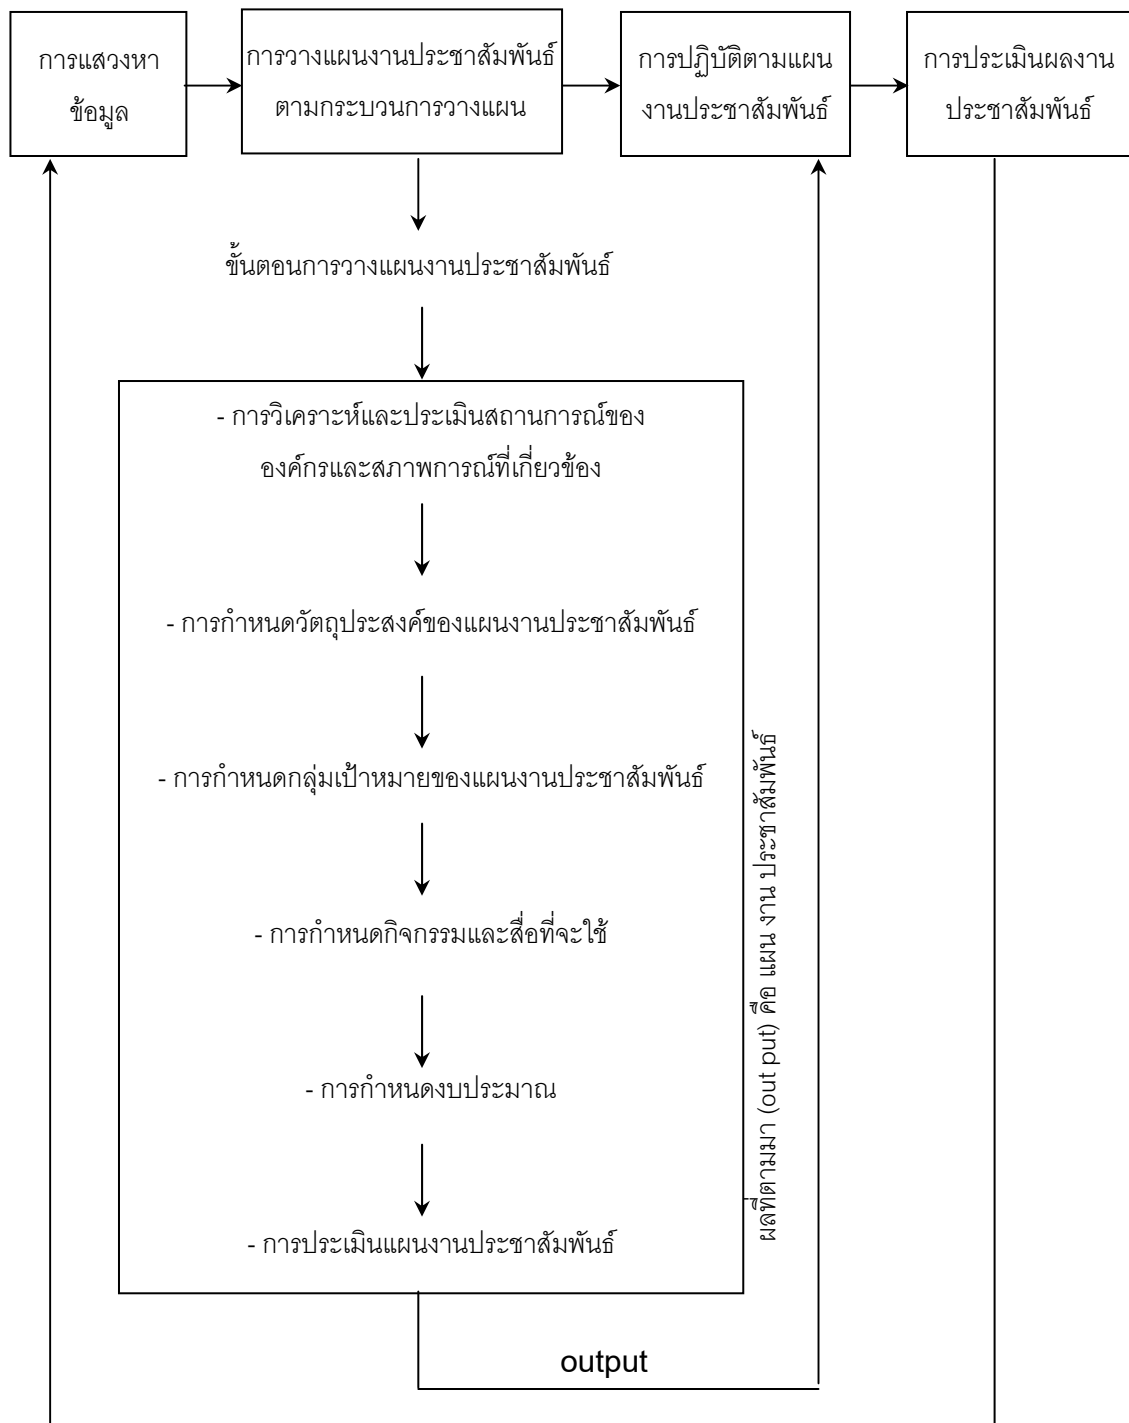 การแสวงหา
ข้อมูล
การวางแผนงานประชาสัมพันธ์
ตามกระบวนการวางแผน
การปฏิบัติตามแผน
งานประชาสัมพันธ์
การประเมินผลงาน
ประชาสัมพันธ์
ขั้นตอนการวางแผนงานประชาสัมพันธ์
- การวิเคราะห์และประเมินสถานการณ์ของ
องค์กรและสภาพการณ์ที่เกี่ยวข้อง
- การกำหนดวัตถุประสงค์ของแผนงานประชาสัมพันธ์
- การกำหนดกลุ่มเป้าหมายของแผนงานประชาสัมพันธ์
- การกำหนดกิจกรรมและสื่อที่จะใช้
- การกำหนดงบประมาณ
- การประเมินแผนงานประชาสัมพันธ์
ผลที่ตามมา (out put) คือ แผน งาน ประชาสัมพันธ์
output